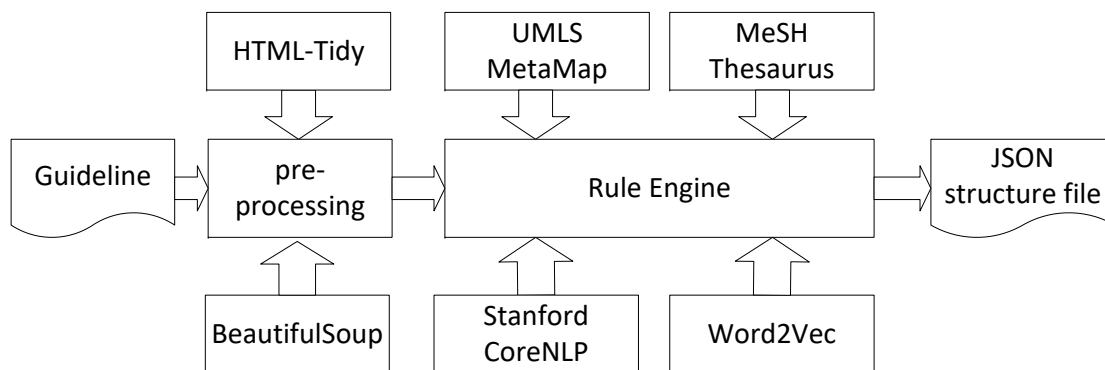 HTML-Tidy
UMLS
MetaMap
MeSH
Thesaurus
Guideline
pre-
processing
Rule Engine
JSON
structure file
BeautifulSoup
Stanford
CoreNLP
Word2Vec